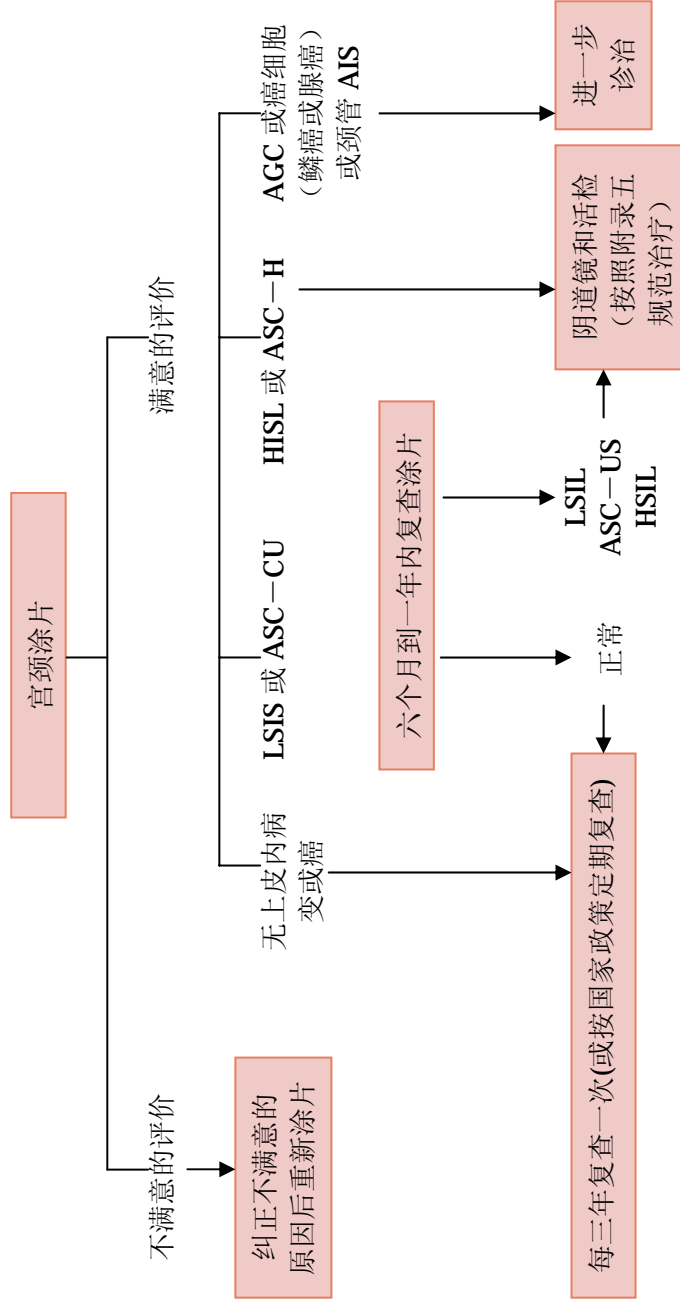 宫颈涂片
不满意的评价
满意的评价
纠正不满意的
原因后重新涂片
无上皮内病
变或癌
LSIS 或 ASC－CU
HISL 或 ASC－H
AGC 或癌细胞
（鳞癌或腺癌）
或颈管 AIS
六个月到一年内复查涂片
每三年复查一次(或按国家政策定期复查)
正常
LSIL
ASC－US
HSIL
阴道镜和活检
（按照附录五
规范治疗）
进一步
诊治